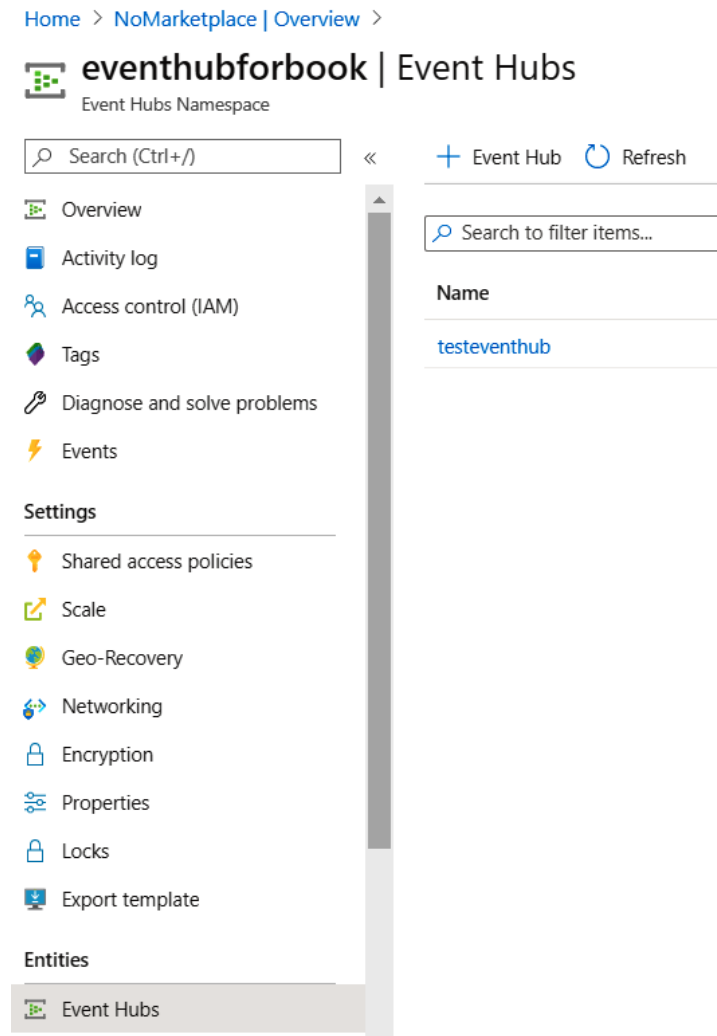 Home > NoMarketplace | Overview >
eventhubforbook | Event Hubs
Event Hubs Namespace
Search (Ctrl+/)
«
Overview
Activity log
Access control (IAM)
Tags
Diagnose and solve problems
Events
Settings
Shared access policies
Scale
Geo-Recovery
Networking
Encryption
Properties
Locks
Export template
Entities
Event Hubs
+ Event Hub Refresh
Search to filter items...
Name
testeventhub